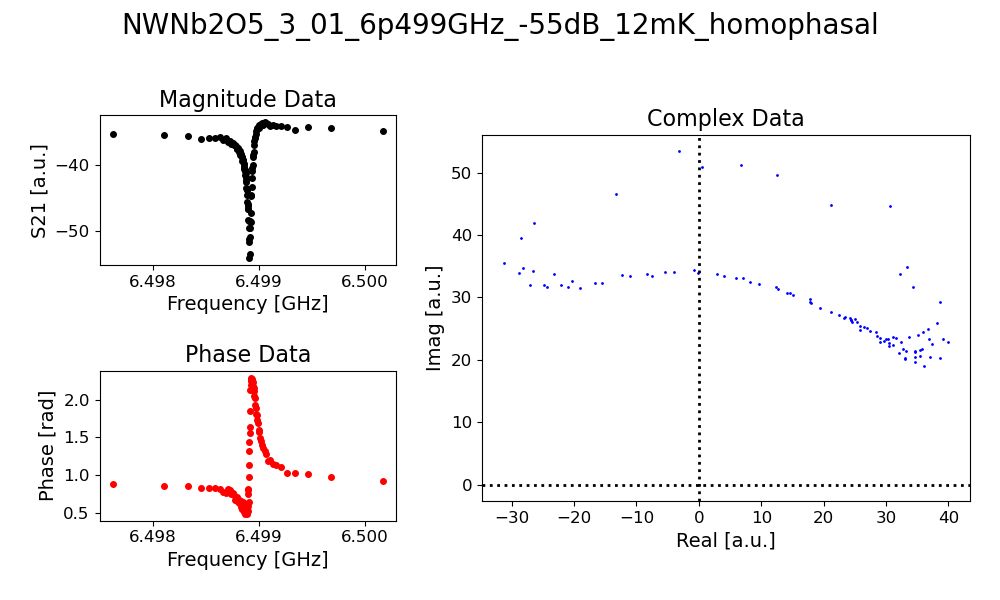 NWNb2O5_3_01_6p499GHz_-55dB_12mK_homophasal
Magnitude Data
S21 [a.u.]
−40
−50
6.498 6.499 6.500
Frequency [GHz]
Phase Data
Phase [rad]
2.0
1.5
1.0
0.5
6.498 6.499 6.500
Frequency [GHz]
Complex Data
Imag [a.u.]
50
40
30
20
10
0
−30 −20 −10 0 10 20 30 40
Real [a.u.]